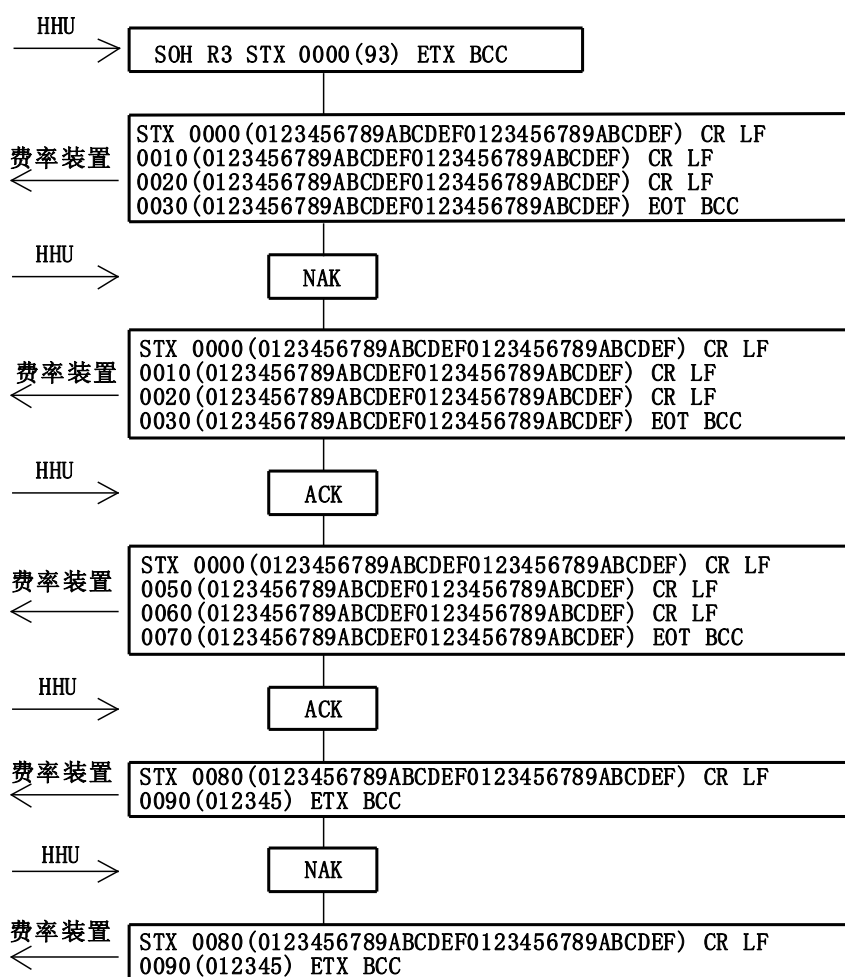 HHU
SOH R3 STX 0000(93) ETX BCC
费率装置
STX 0000(0123456789ABCDEF0123456789ABCDEF) CR LF
0010(0123456789ABCDEF0123456789ABCDEF) CR LF
0020(0123456789ABCDEF0123456789ABCDEF) CR LF
0030(0123456789ABCDEF0123456789ABCDEF) EOT BCC
HHU
NAK
费率装置
STX 0000(0123456789ABCDEF0123456789ABCDEF) CR LF
0010(0123456789ABCDEF0123456789ABCDEF) CR LF
0020(0123456789ABCDEF0123456789ABCDEF) CR LF
0030(0123456789ABCDEF0123456789ABCDEF) EOT BCC
HHU
ACK
费率装置
STX 0000(0123456789ABCDEF0123456789ABCDEF) CR LF
0050(0123456789ABCDEF0123456789ABCDEF) CR LF
0060(0123456789ABCDEF0123456789ABCDEF) CR LF
0070(0123456789ABCDEF0123456789ABCDEF) EOT BCC
HHU
ACK
费率装置
STX 0080(0123456789ABCDEF0123456789ABCDEF) CR LF
0090(012345) ETX BCC
HHU
NAK
费率装置
STX 0080(0123456789ABCDEF0123456789ABCDEF) CR LF
0090(012345) ETX BCC